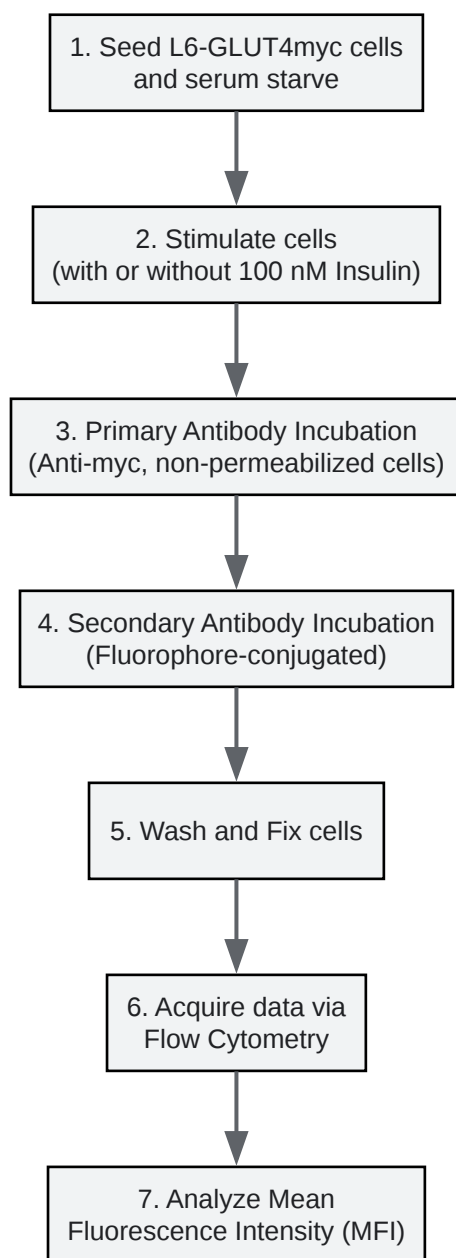 1. Seed L6-GLUT4myc cells
and serum starve
2. Stimulate cells
(with or without 100 nM Insulin)
3. Primary Antibody Incubation
(Anti-myc, non-permeabilized cells)
4. Secondary Antibody Incubation
(Fluorophore-conjugated)
5. Wash and Fix cells
6. Acquire data via
Flow Cytometry
7. Analyze Mean
Fluorescence Intensity (MFI)